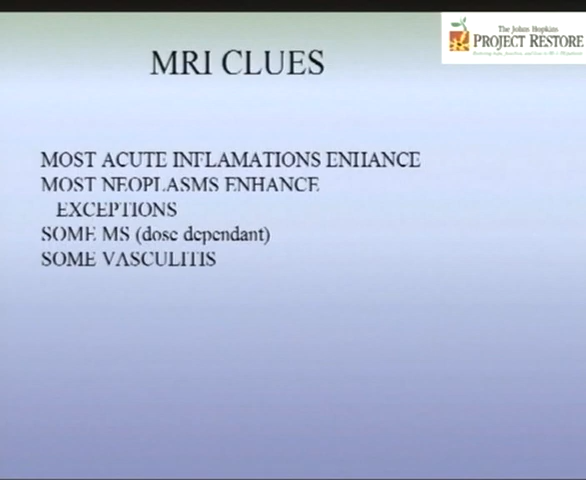 The Johns Hopkins
PROJECT RESTORE
MRI CLUES
MOST ACUTE INFLAMATIONS ENHANCE
MOST NEOPLASMS ENHANCE
EXCEPTIONS
SOME MS (dose dependant)
SOME VASCULITIS